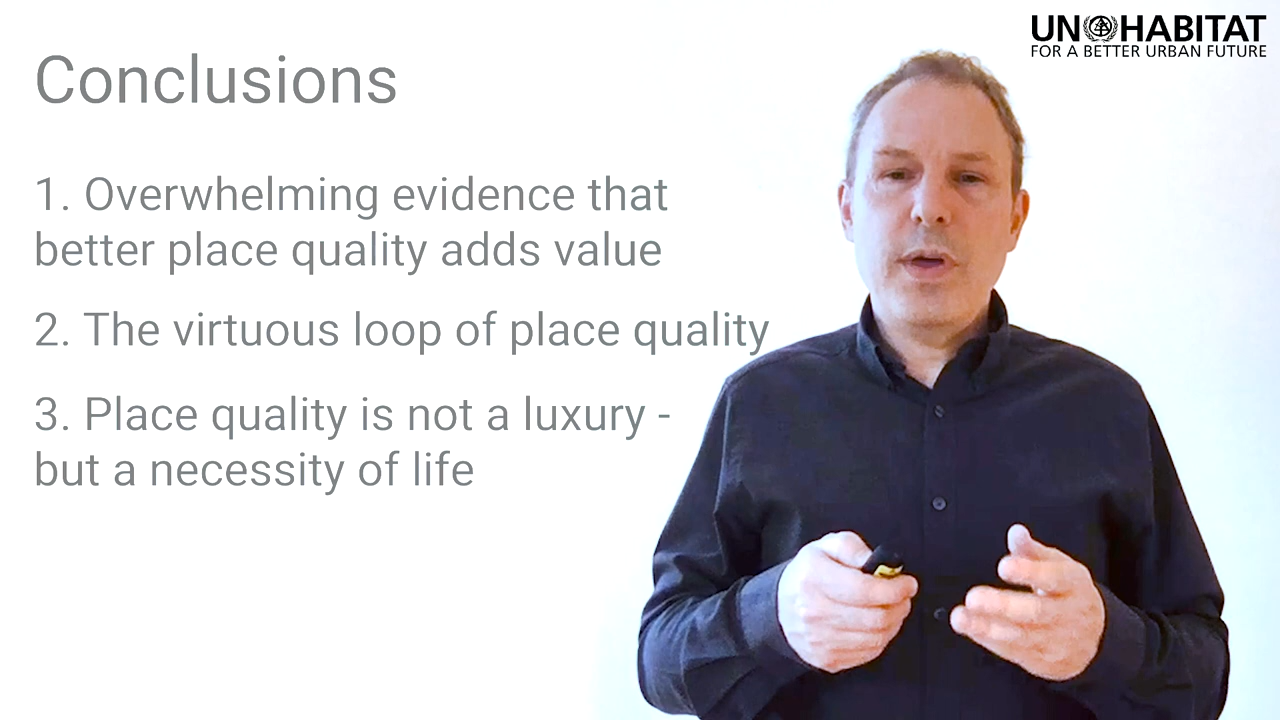 UN HABITAT
FOR A BETTER URBAN FUTURE
Conclusions
1. Overwhelming evidence that
better place quality adds value
2. The virtuous loop of place quality
3. Place quality is not a luxury -
but a necessity of life